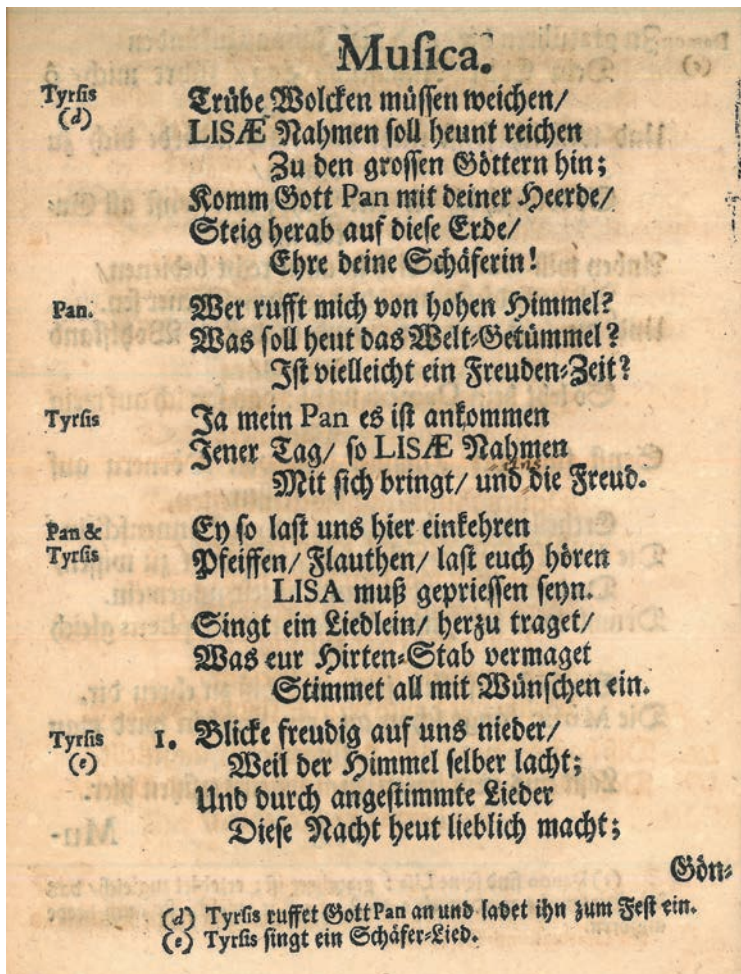 Muſica.
Tyrſis Trübe Wolcken müſſen weichen/
(d) LISÆ Nahmen ſoll heunt reichen
Zu den groſſen Göttern hin;
Komm Gott Pan mit deiner Heerde/
Steig herab auf dieſe Erde/
Ehre deine Schäferin!
Pan. Wer rufft mich von hohen Himmel?
Was ſoll heut das Welt-Getümmel?
Iſt vielleicht ein Freuden-Zeit?
Tyrſis Ja mein Pan es iſt ankommen
Jener Tag/ ſo LISÆ Nahmen
Mit ſich bringt/ und die Freud.
Pan & Ey ſo laſt uns hier einkehren
Tyrſis Pfeiffen/ Flauthen/ laſt euch hören
LISA muß geprieſſen ſeyn.
Singt ein Liedlein/ herzu traget/
Was eur Hirten-Stab vermaget
Stimmet all mit Wünſchen ein.
Tyrſis 1. Blicke freudig auf uns nieder/
(e) Weil der Himmel ſelber lacht;
Und durch angeſtimmte Lieder
Dieſe Nacht heut lieblich macht;
Gön-
(d) Tyrſis ruffet Gott Pan an und ladet ihn zum Feſt ein.
(e) Tyrſis ſingt ein Schäfer-Lied.